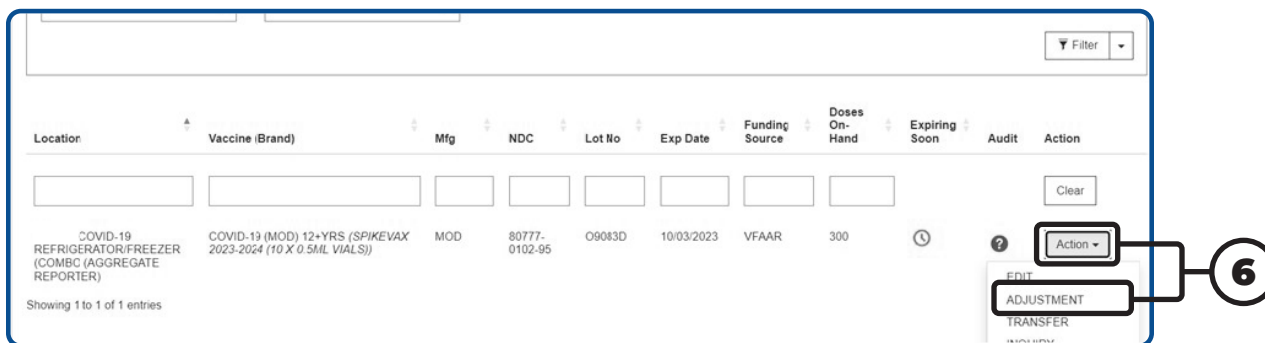 Filter
Doses
On-
Hand
Funding
Source
Expiring
Soon
Location Vaccine (Brand) Mfg NDC Lot No Exp Date Audit Action
Clear
COVID-19
REFRIGERATOR/FREEZER
(COMBO (AGGREGATE
REPORTER)
COVID-19 (MOD) 12+YRS (SPIKEVAX
2023-2024 (10 X 0.5ML VIALS))
MOD
80777-
0102-95
O9083D
10/03/2023
VFAAR
300
?
Action
EDIT
ADJUSTMENT
TRANSFER
INQUIRY
6
Showing 1 to 1 of 1 entries